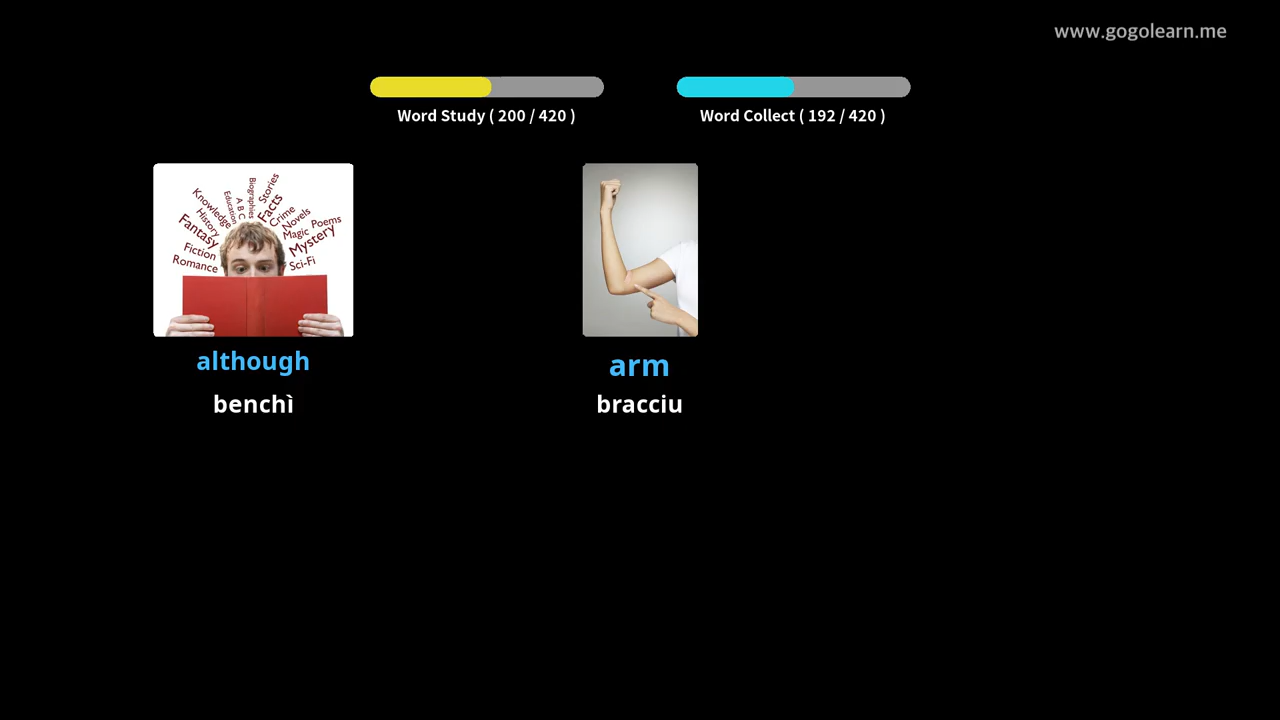 www.gogolearn.me
Word Study ( 200 / 420 )
Word Collect ( 192 / 420 )
Knowledge
History
Fantasy
Fiction
Romance
Education
A B C
Biographies
Stories
Facts
Crime
Novels
Magic
Poems
Mystery
Sci-Fi
although
benchì
arm
bracciu